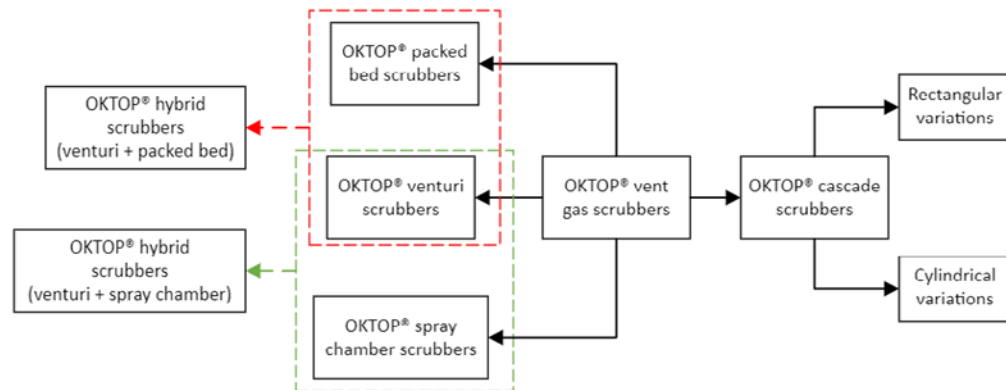 OKTOP® packed
bed scrubbers
OKTOP® hybrid
scrubbers
(venturi + packed bed)
Rectangular
variations
OKTOP® venturi
scrubbers
OKTOP® vent
gas scrubbers
OKTOP® cascade
scrubbers
OKTOP® hybrid
scrubbers
(venturi + spray chamber)
Cylindrical
variations
OKTOP® spray
chamber scrubbers